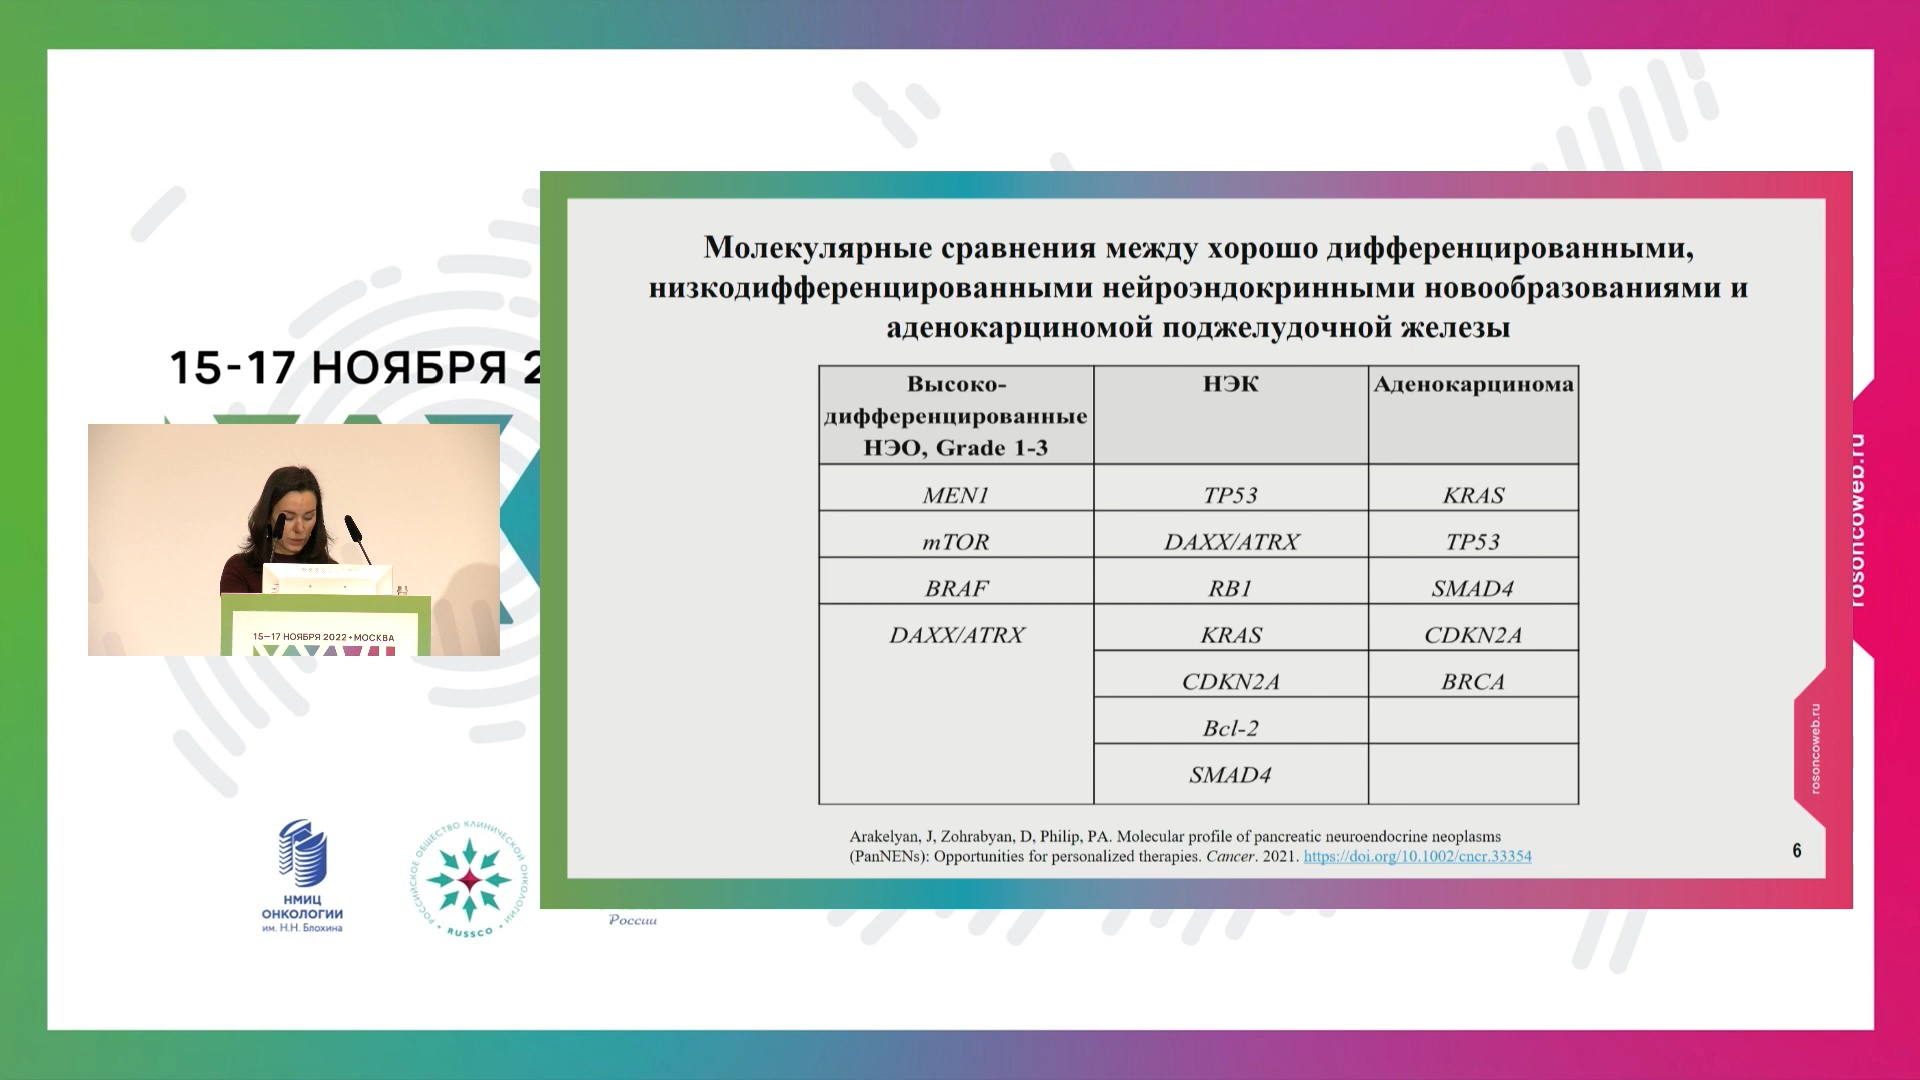 15-17 НОЯБРЯ 2
15–17 НОЯБРЯ 2022 • МОСКВА
НМИЦ
ОНКОЛОГИИ
им. Н.Н. Блохина
РОССИЙСКОЕ ОБЩЕСТВО КЛИНИЧЕСКОЙ ОНКОЛОГИИ
• RUSSCO •
России
Молекулярные сравнения между хорошо дифференцированными,
низкодифференцированными нейроэндокринными новообразованиями и
аденокарциномой поджелудочной железы
Высоко-
дифференцированные
НЭО, Grade 1-3
НЭК
Аденокарцинома
MEN1 TP53 KRAS
mTOR DAXX/ATRX TP53
BRAF RB1 SMAD4
DAXX/ATRX KRAS CDKN2A
CDKN2A BRCA
Bcl-2
SMAD4
Arakelyan, J, Zohrabyan, D, Philip, PA. Molecular profile of pancreatic neuroendocrine neoplasms
(PanNENs): Opportunities for personalized therapies. Cancer. 2021. https://doi.org/10.1002/cncr.33354
6
rosoncoweb.ru
rosoncoweb.ru